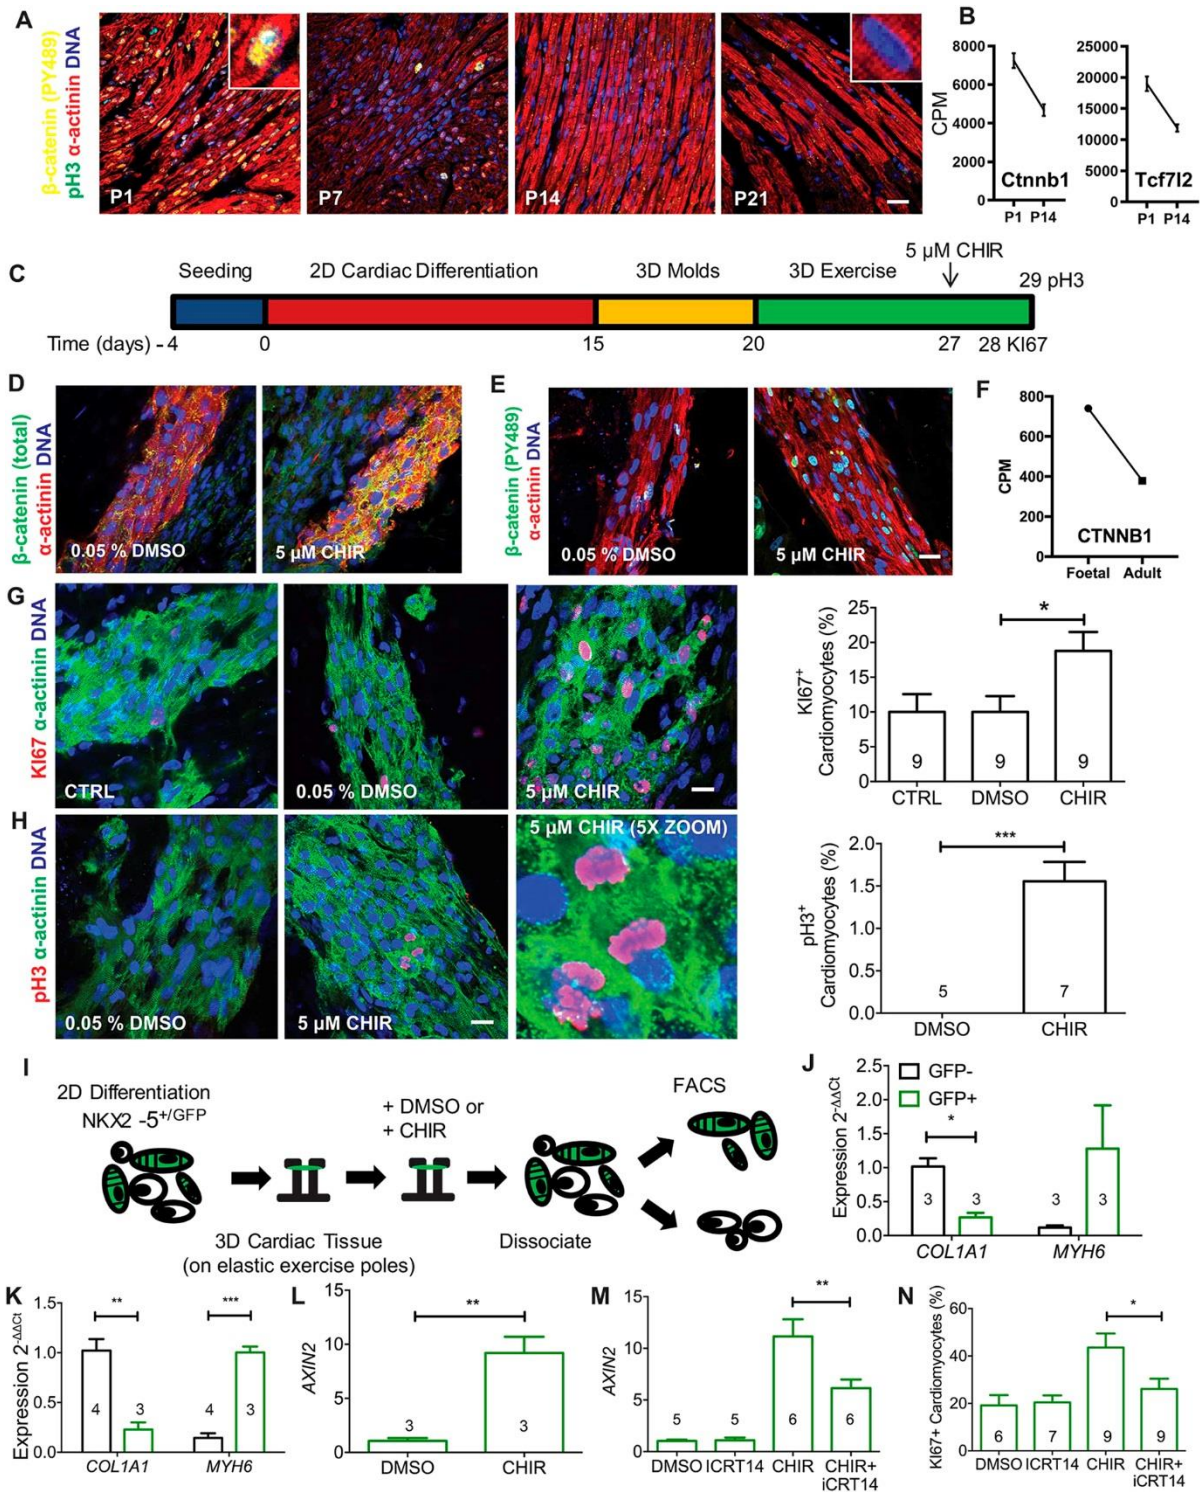 A
β-catenin (PY489)
pH3 α-actinin DNA
P1
P7
P14
P21
B
CPM
8000
6000
4000
2000
0
Ctnnb1
P1 P14
25000
20000
15000
10000
5000
0
Tcf7l2
P1 P14
C
Seeding
2D Cardiac Differentiation
3D Molds
3D Exercise
5 µM CHIR
29 pH3
Time (days) -4
0
15
20
27
28 KI67
D
β-catenin (total)
α-actinin DNA
0.05 % DMSO
5 µM CHIR
E
β-catenin (PY489)
α-actinin DNA
0.05 % DMSO
5 µM CHIR
F
CPM
800
600
400
200
0
CTNNB1
Foetal Adult
G
KI67 α-actinin DNA
CTRL
0.05 % DMSO
5 µM CHIR
KI67+
Cardiomyocytes (%)
25
20
15
10
5
0
*
9
9
9
CTRL DMSO CHIR
H
pH3 α-actinin DNA
0.05 % DMSO
5 µM CHIR
5 µM CHIR (5X ZOOM)
pH3+
Cardiomyocytes (%)
2.0
1.5
1.0
0.5
0.0
***
5
7
DMSO CHIR
I
2D Differentiation
NKX2 -5+/GFP
+ DMSO or
+ CHIR
FACS
3D Cardiac Tissue
(on elastic exercise poles)
Dissociate
J
Expression 2-ΔΔCt
2.5
2.0
1.5
1.0
0.5
0.0
GFP-
GFP+
*
3
3
3
3
COL1A1 MYH6
K
Expression 2-ΔΔCt
1.5
1.0
0.5
0.0
**
***
4
3
4
3
COL1A1 MYH6
L
AXIN2
15
10
5
0
**
3
3
DMSO CHIR
M
AXIN2
15
10
5
0
**
5
5
6
6
DMSO ICRT14 CHIR CHIR+
iCRT14
N
KI67+ Cardiomyocytes (%)
60
40
20
0
*
6
7
9
9
DMSO ICRT14 CHIR CHIR+
iCRT14